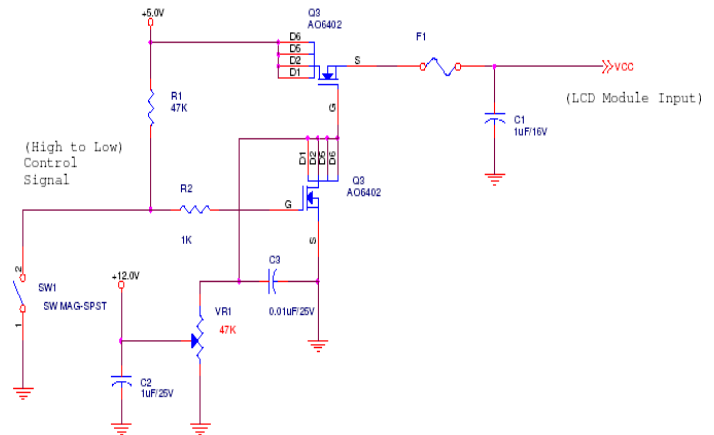 +5.0V
Q3
AO6402
D6
D5
D2
D1
S
G
F1
VCC
(LCD Module Input)
R1
47K
C1
1uF/16V
(High to Low)
Control
Signal
D1
D2
D5
D6
Q3
AO6402
R2
G
1K
S
2
SW1
SW MAG-SPST
1
+12.0V
C3
0.01uF/25V
VR1
47K
C2
1uF/25V